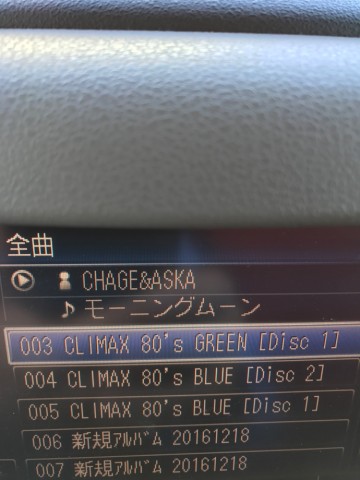 全曲
CHAGE&ASKA
♪ モーニングムーン
003 CLIMAX 80's GREEN [Disc 1]
004 CLIMAX 80's BLUE [Disc 2]
005 CLIMAX 80's BLUE [Disc 1]
006 新規ｱﾙﾊﾞﾑ 20161218
007 新規ｱﾙﾊﾞﾑ 20161218